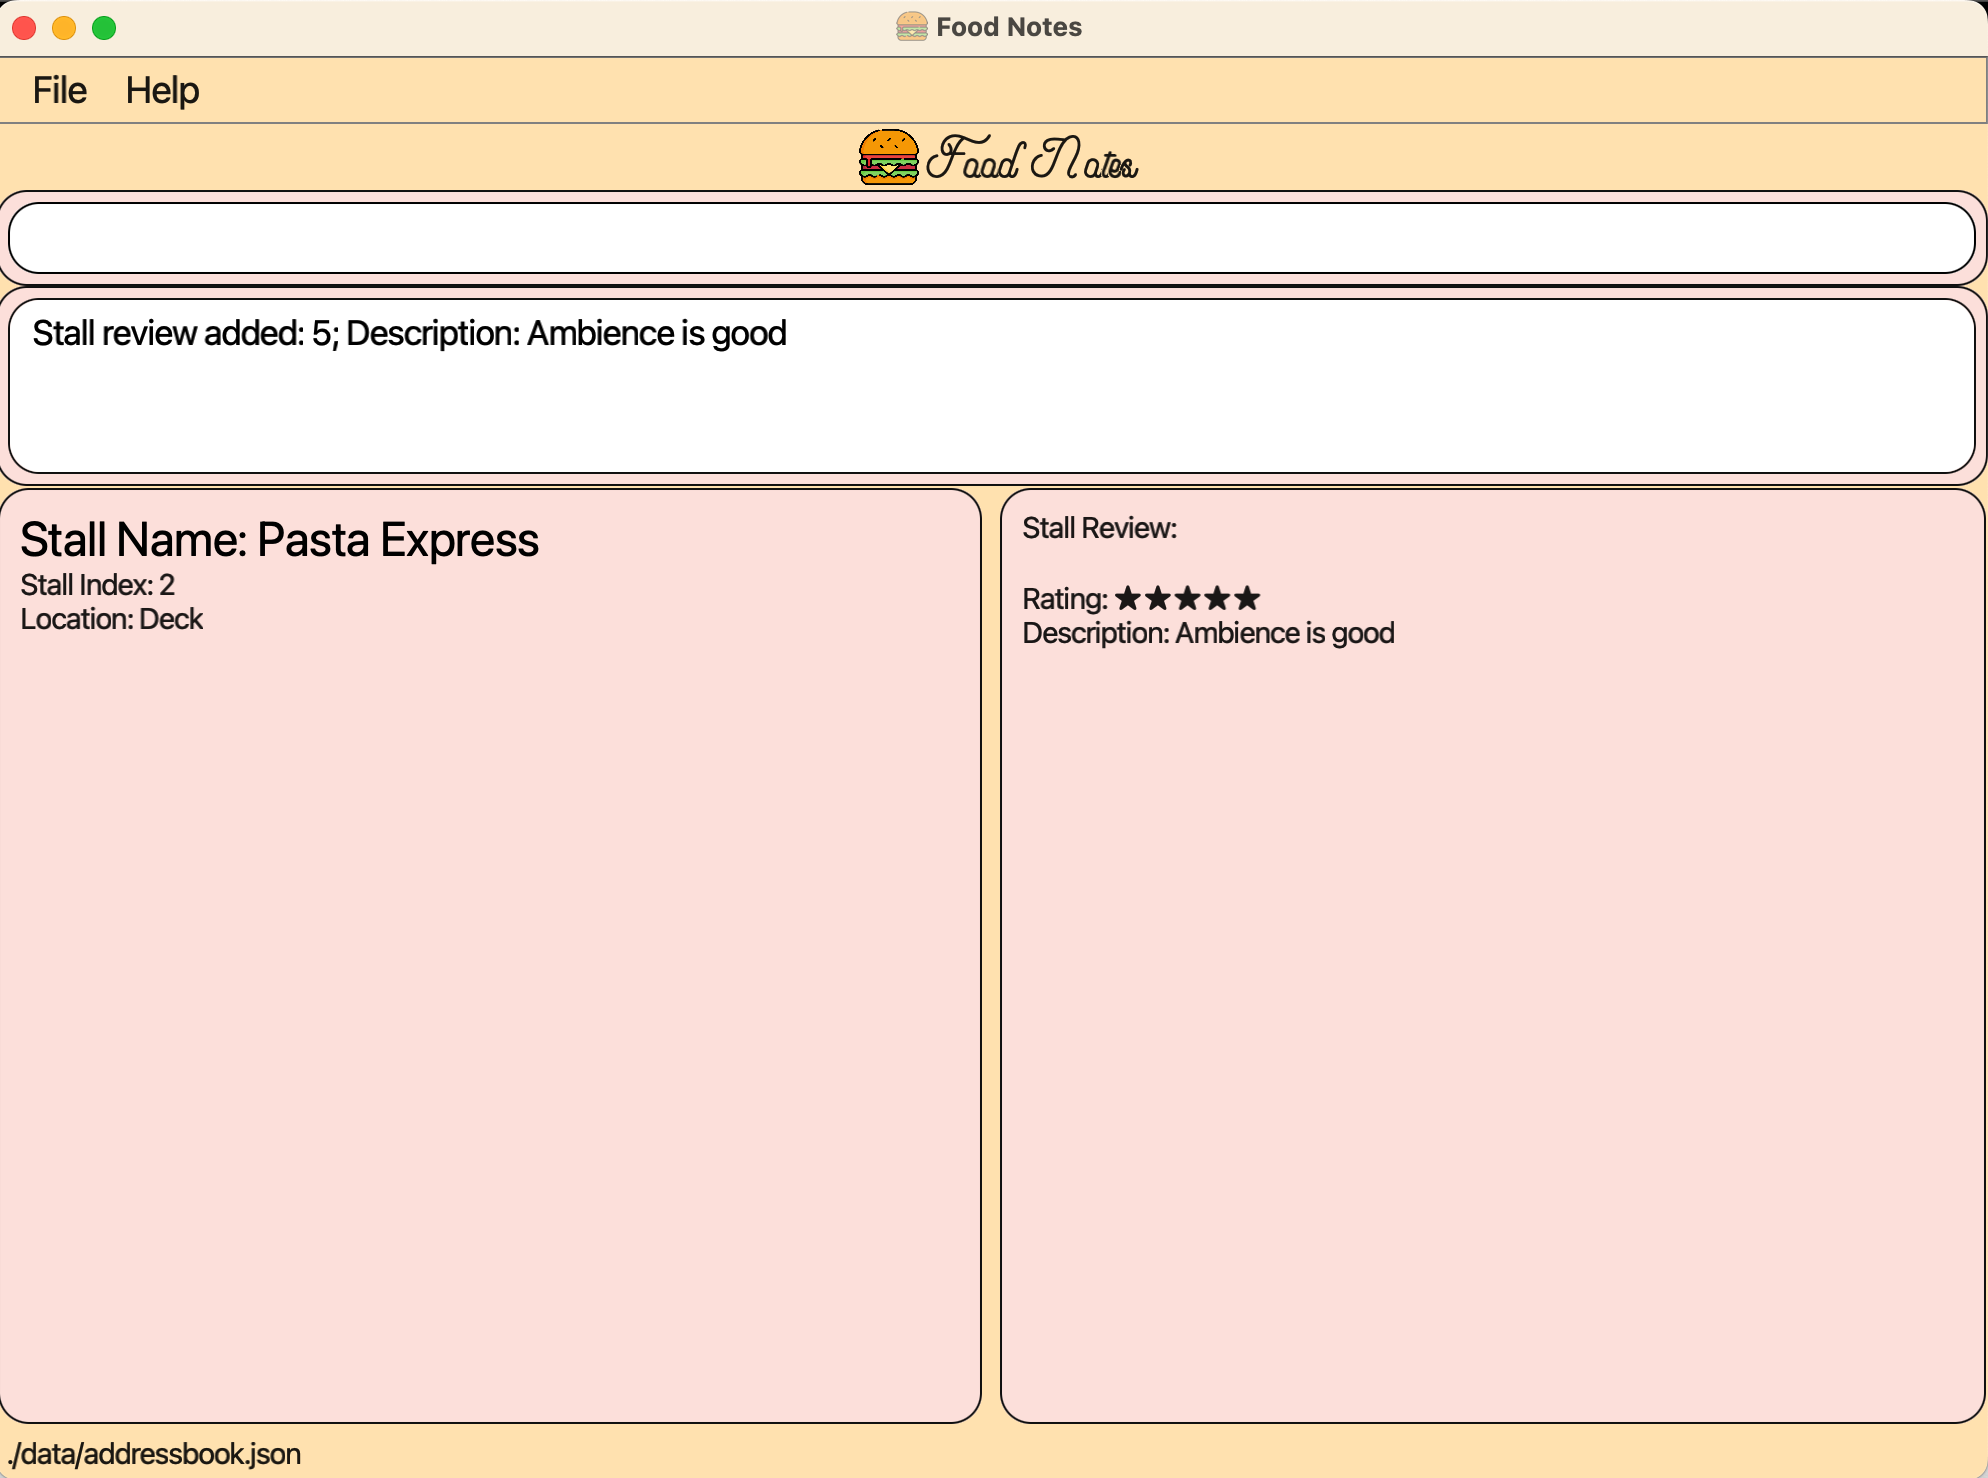 Food Notes
File Help
Food Notes
Stall review added: 5; Description: Ambience is good
Stall Name: Pasta Express
Stall Index: 2
Location: Deck
Stall Review:
Rating: ★★★★★
Description: Ambience is good
./data/addressbook.json